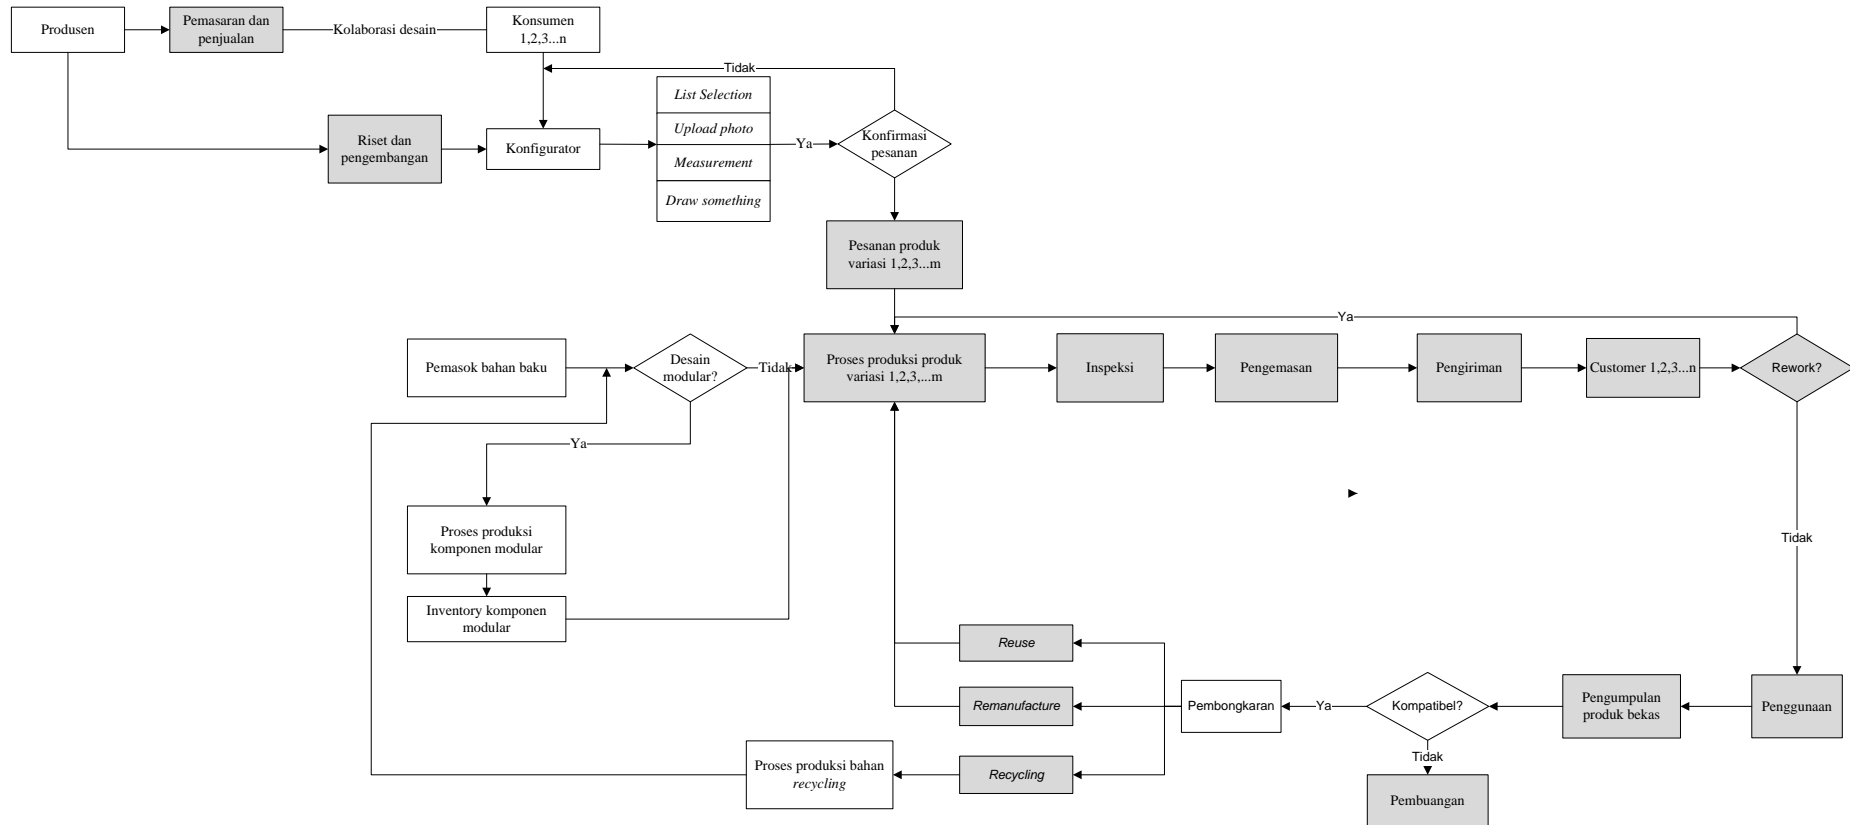 Produsen
Pemasaran dan
penjualan
Kolaborasi desain
Konsumen
1,2,3...n
Tidak
List Selection
Upload photo
Measurement
Draw something
Riset dan
pengembangan
Konfigurator
Ya
Konfirmasi
pesanan
Pesanan produk
variasi 1,2,3...m
Ya
Pemasok bahan baku
Desain
modular?
Tidak
Proses produksi produk
variasi 1,2,3,...m
Inspeksi
Pengemasan
Pengiriman
Customer 1,2,3...n
Rework?
Ya
Proses produksi
komponen modular
Inventory komponen
modular
Tidak
Reuse
Remanufacture
Recycling
Proses produksi bahan
recycling
Pembongkaran
Ya
Kompatibel?
Pengumpulan
produk bekas
Penggunaan
Tidak
Pembuangan